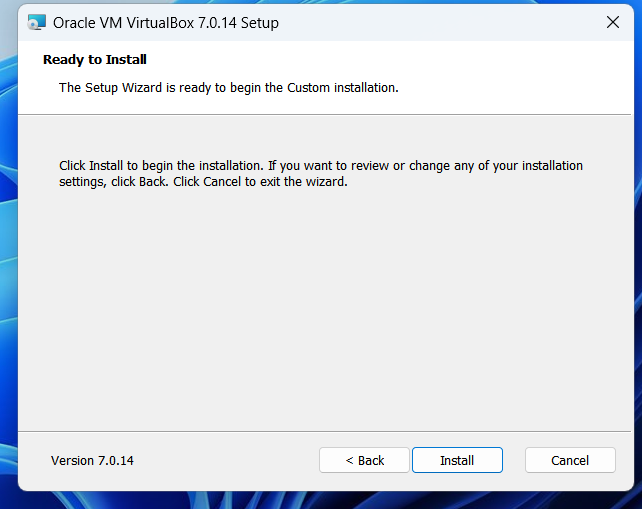 Oracle VM VirtualBox 7.0.14 Setup
Ready to Install
The Setup Wizard is ready to begin the Custom installation.
Click Install to begin the installation. If you want to review or change any of your installation
settings, click Back. Click Cancel to exit the wizard.
Version 7.0.14
< Back
Install
Cancel